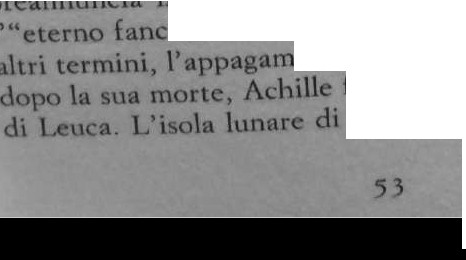 "eterno fanc
altri termini, l'appagam
dopo la sua morte, Achille
di Leuca. L'isola lunare di
53